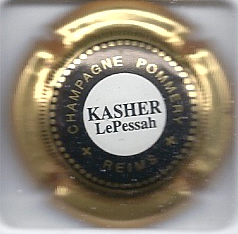 CHAMPAGNE POMMERY
KASHER
LePessah
★ REIMS ★